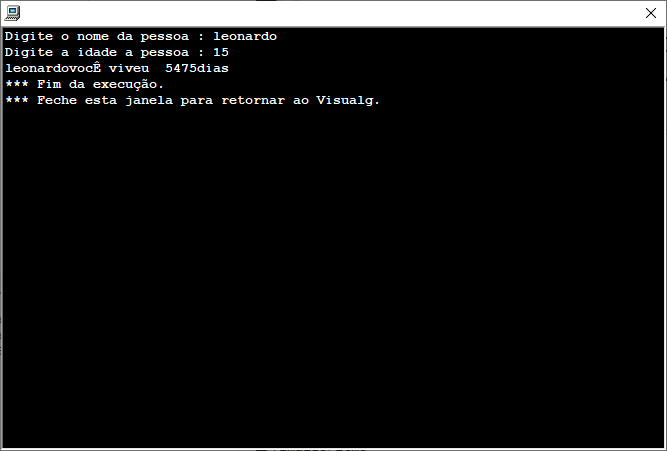 Digite o nome da pessoa : leonardo
Digite a idade a pessoa : 15
leonardovocÊ viveu  5475dias
*** Fim da execução.
*** Feche esta janela para retornar ao Visualg.